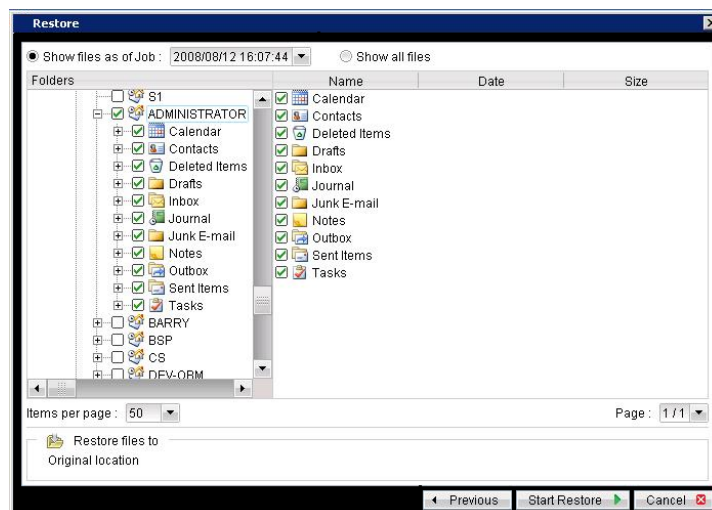 Restore
Show files as of Job : 2008/08/12 16:07:44 Show all files
Folders Name Date Size
S1
ADMINISTRATOR
Calendar
Contacts
Deleted Items
Drafts
Inbox
Journal
Junk E-mail
Notes
Outbox
Sent Items
Tasks
BARRY
BSP
CS
DEV-OBM
Calendar
Contacts
Deleted Items
Drafts
Inbox
Journal
Junk E-mail
Notes
Outbox
Sent Items
Tasks
Items per page : 50 Page : 1 / 1
Restore files to
Original location
Previous Start Restore Cancel